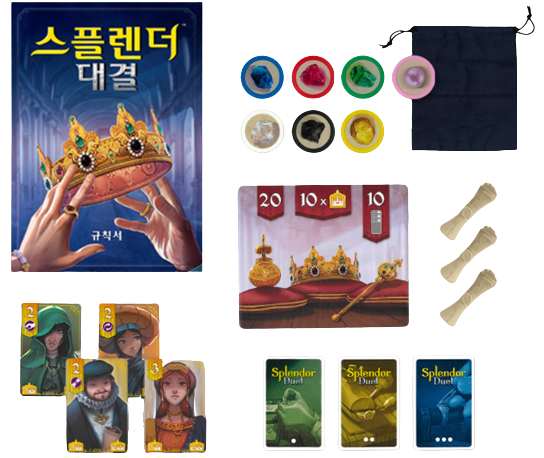 스플렌더
대결
규칙서
20
10 x
10
2
2
2
3
Splendor
Duel
Splendor
Duel
Splendor
Duel